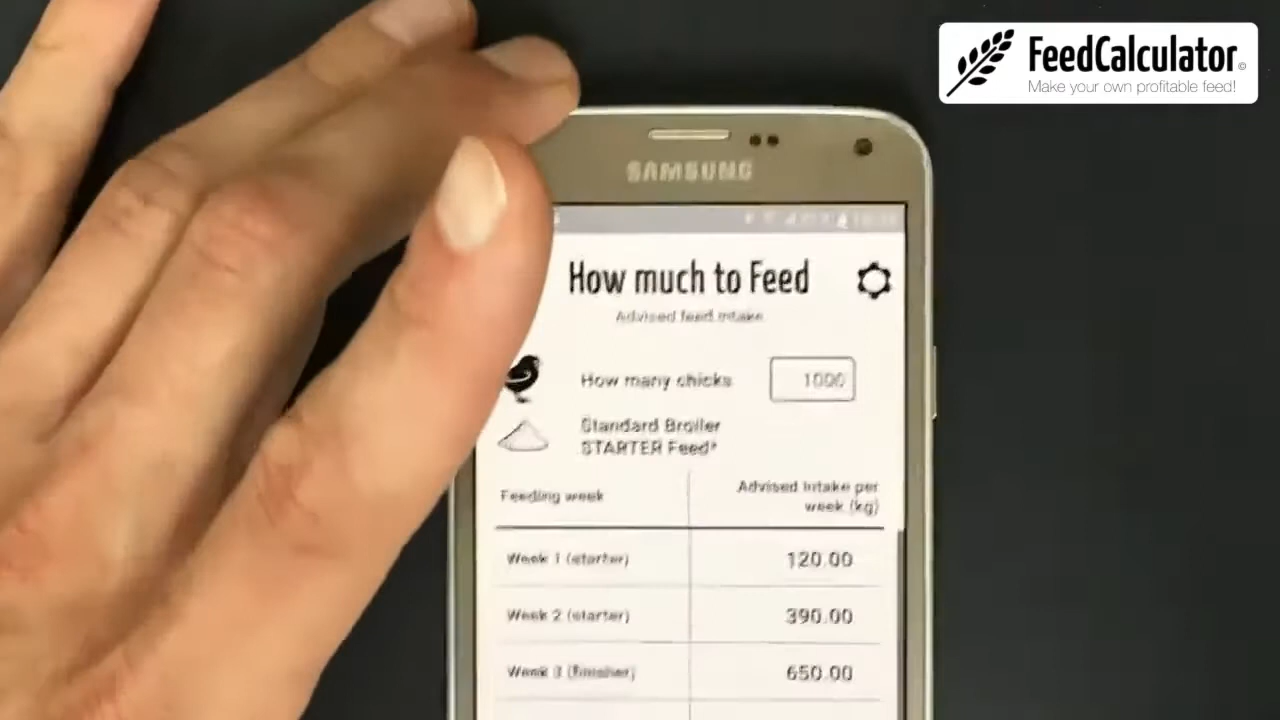 FeedCalculator©
Make your own profitable feed!
SAMSUNG
How much to Feed
Advised feed intake
How many chicks 1000
Standard Broiler
STARTER Feed*
Feeding week Advised Intake per
week (kg)
Week 1 (starter) 120.00
Week 2 (starter) 390.00
Week 3 (finisher) 650.00